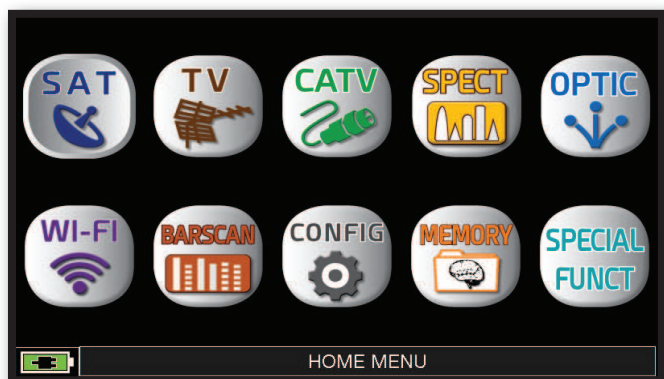 SAT
TV
CATV
SPECT
OPTIC
WI-FI
BARSCAN
CONFIG
MEMORY
SPECIAL
FUNCT
HOME MENU